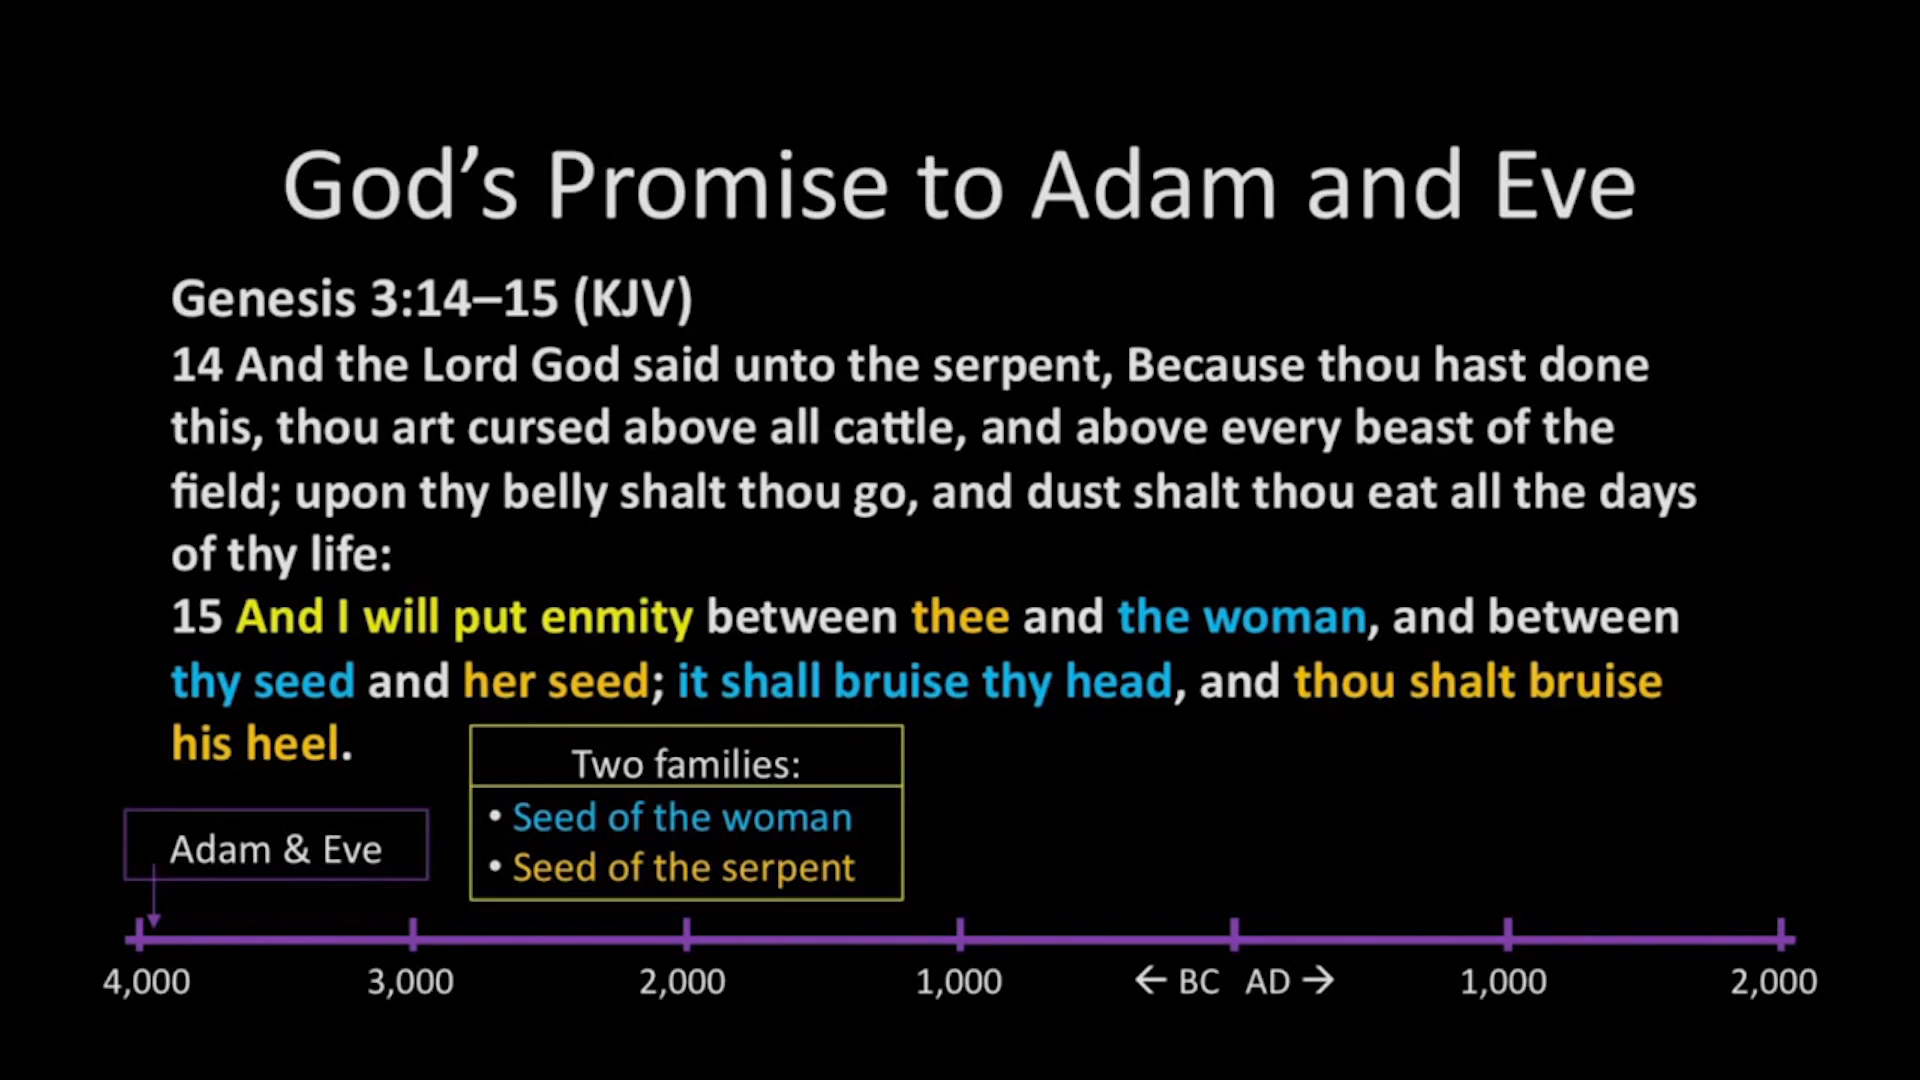 God’s Promise to Adam and Eve
Genesis 3:14–15 (KJV)
14 And the Lord God said unto the serpent, Because thou hast done
this, thou art cursed above all cattle, and above every beast of the
field; upon thy belly shalt thou go, and dust shalt thou eat all the days
of thy life:
15 And I will put enmity between thee and the woman, and between
thy seed and her seed; it shall bruise thy head, and thou shalt bruise
his heel.
Two families:
• Seed of the woman
• Seed of the serpent
Adam & Eve
4,000 3,000 2,000 1,000 ← BC AD → 1,000 2,000